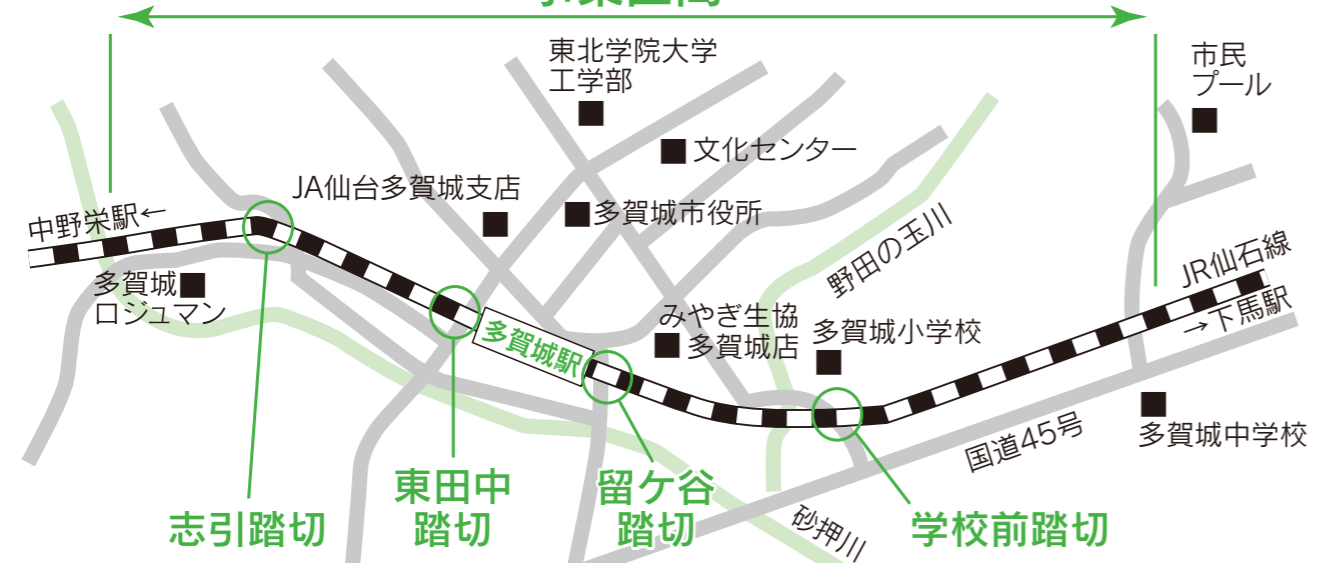 東北学院大学
工学部
市民
プール
文化センター
JA仙台多賀城支店
多賀城市役所
中野栄駅←
多賀城
ロジュマン
野田の玉川
JR仙石線
→下馬駅
みやぎ生協
多賀城店
多賀城小学校
多賀城駅
国道45号
多賀城中学校
東田中
踏切
留ケ谷
踏切
志引踏切
砂押川
学校前踏切